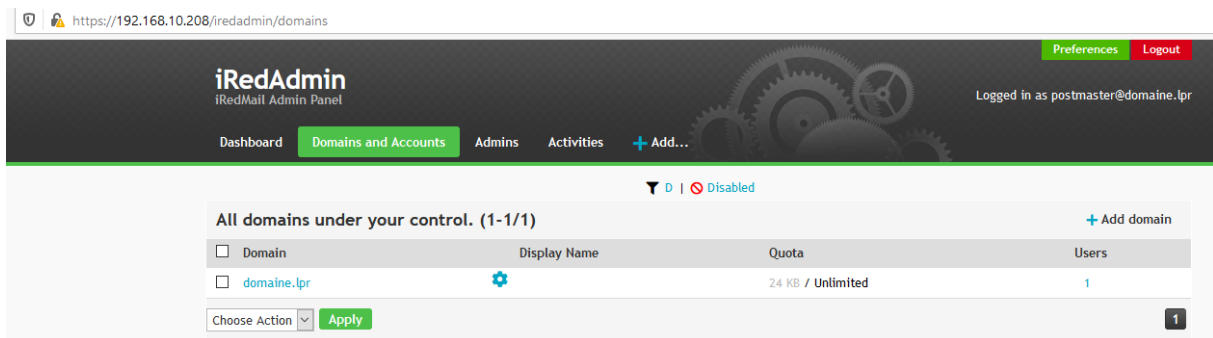 https://192.168.10.208/iredadmin/domains
Preferences Logout
iRedAdmin
iRedMail Admin Panel
Logged in as postmaster@domaine.lpr
Dashboard Domains and Accounts Admins Activities + Add...
D | Disabled
All domains under your control. (1-1/1) + Add domain
Domain Display Name Quota Users
domaine.lpr 24 KB / Unlimited 1
Choose Action Apply 1